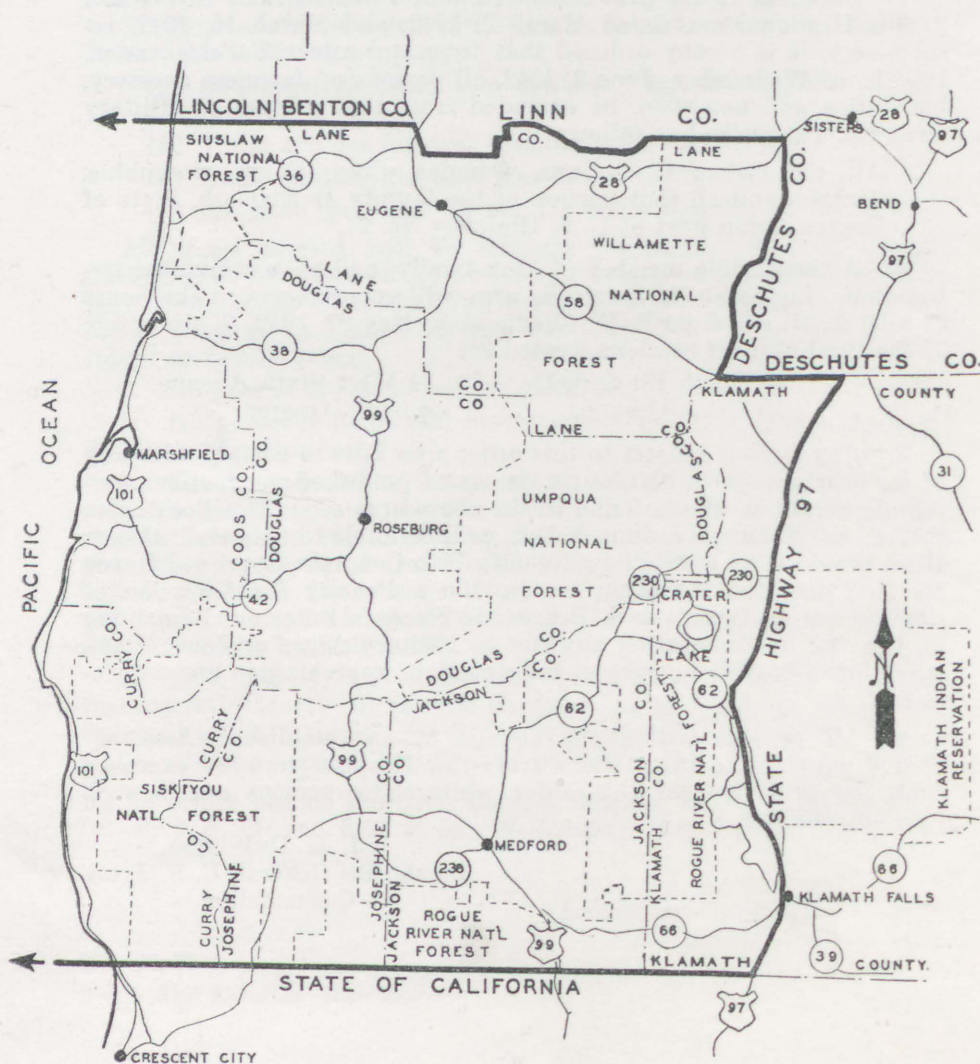 LINCOLN BENTON CO. LINN CO.
SIUSLAW
NATIONAL
FOREST
LANE
CO.
LANE
SISTERS
28
97
36
28
EUGENE
BEND
CO.
DESCHUTES
97
WILLAMETTE
NATIONAL
FOREST
LANE
DOUGLAS
58
38
DESCHUTES CO.
KLAMATH COUNTY
99
CO.
CO.
LANE
CO.
CO.
DOUGLAS
31
PACIFIC OCEAN
MARSHFIELD
101
COOS CO.
DOUGLAS CO.
ROSEBURG
UMPQUA
NATIONAL
FOREST
STATE HIGHWAY 97
230
230
CRATER
LAKE
42
CO.
CURRY
CURRY
CO.
DOUGLAS CO.
JACKSON CO.
62
62
JACKSON CO.
KLAMATH CO.
ROGUE RIVER NAT'L FOREST
N
KLAMATH INDIAN
RESERVATION
101
99
CO.
CO.
SISKIYOU
NATL FOREST
CO
CURRY
JOSEPHINE
JOSEPHINE
JACKSON
MEDFORD
238
ROGUE
RIVER NAT'L
FOREST
99
66
66
KLAMATH FALLS
39
KLAMATH COUNTY.
STATE OF CALIFORNIA
97
CRESCENT CITY